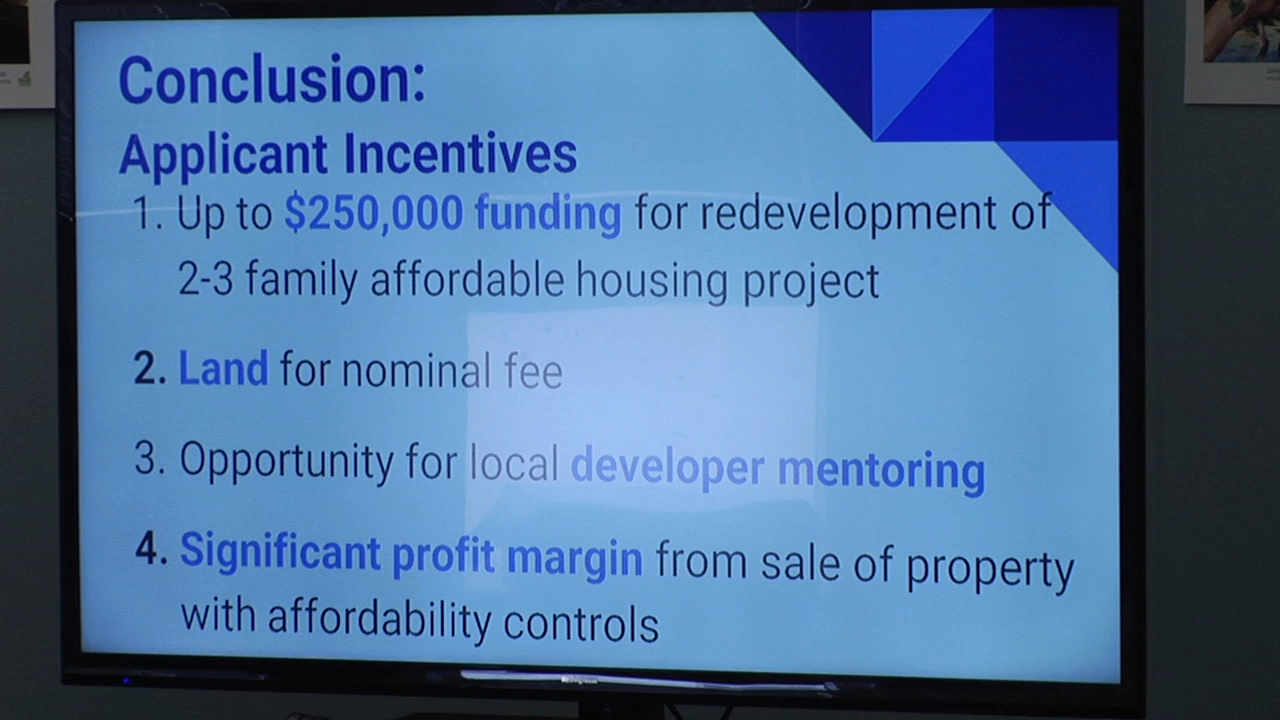 Conclusion:
Applicant Incentives
1. Up to $250,000 funding for redevelopment of
2-3 family affordable housing project
2. Land for nominal fee
3. Opportunity for local developer mentoring
4. Significant profit margin from sale of property
with affordability controls